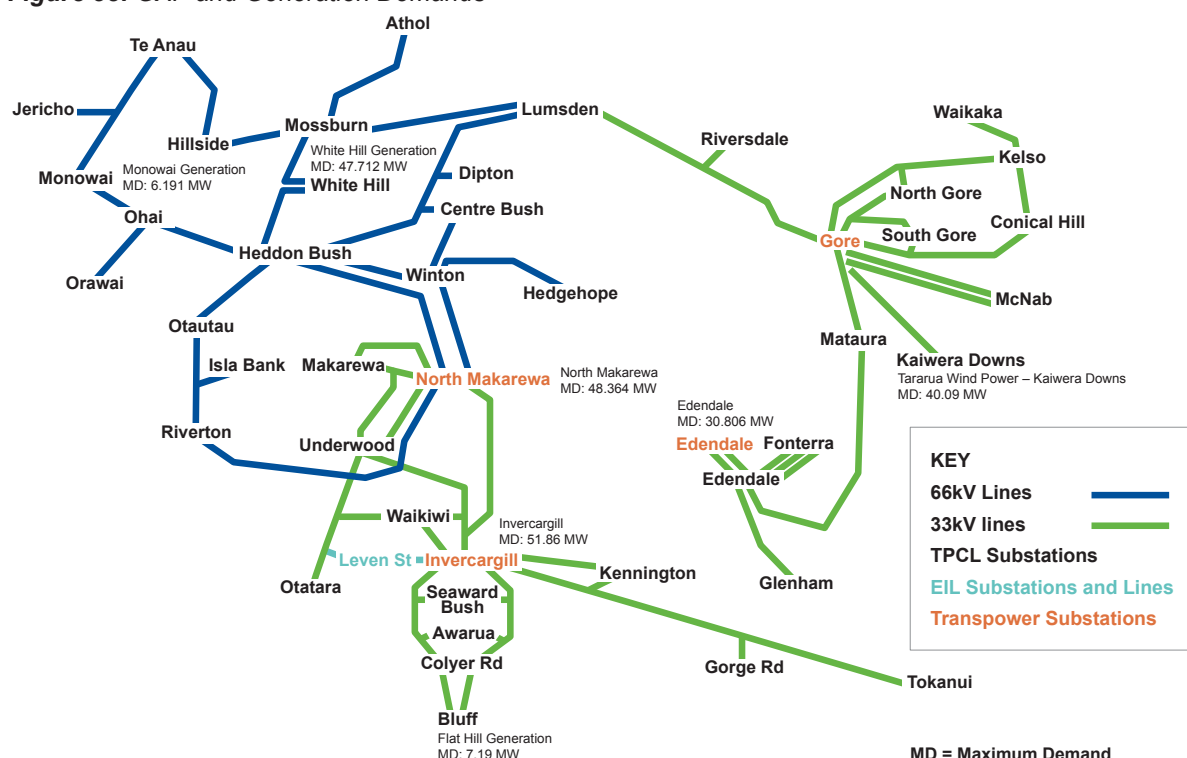 Athol
Te Anau
Jericho
Lumsden
Waikaka
Mossburn
Hillside
Riversdale
White Hill Generation
MD: 47.712 MW
Kelso
Monowai Generation
MD: 6.191 MW
Monowai
White Hill
Dipton
North Gore
Ohai
Centre Bush
Conical Hill
South Gore
Gore
Heddon Bush
Orawai
Winton
Hedgehope
McNab
Otautau
Mataura
Isla Bank
Makarewa
North Makarewa
North Makarewa
MD: 48.364 MW
Kaiwera Downs
Tararua Wind Power – Kaiwera Downs
MD: 40.09 MW
Edendale
MD: 30.806 MW
Riverton
Underwood
Edendale
Fonterra
Edendale
KEY
66kV Lines
33kV lines
TPCL Substations
EIL Substations and Lines
Transpower Substations
Waikiwi
Invercargill
MD: 51.86 MW
Leven St
Invercargill
Otatara
Kennington
Glenham
Seaward
Bush
Awarua
Colyer Rd
Gorge Rd
Tokanui
Bluff
Flat Hill Generation
MD: 7.19 MW
MD = Maximum Demand